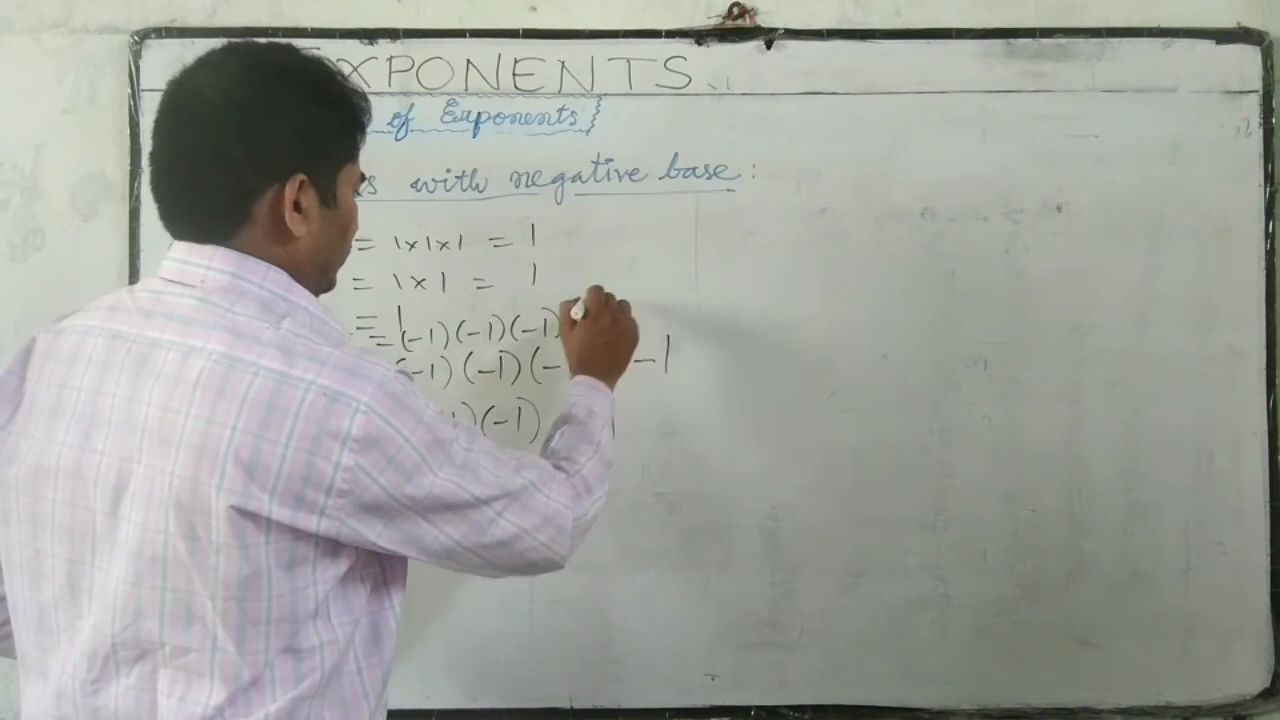 XPONENTS
of Exponents
with negative base :
= 1×1×1 = 1
= 1×1 = 1
= 1
= (-1)(-1)(-1)
(-1)(-1)(- -1
)(-1)